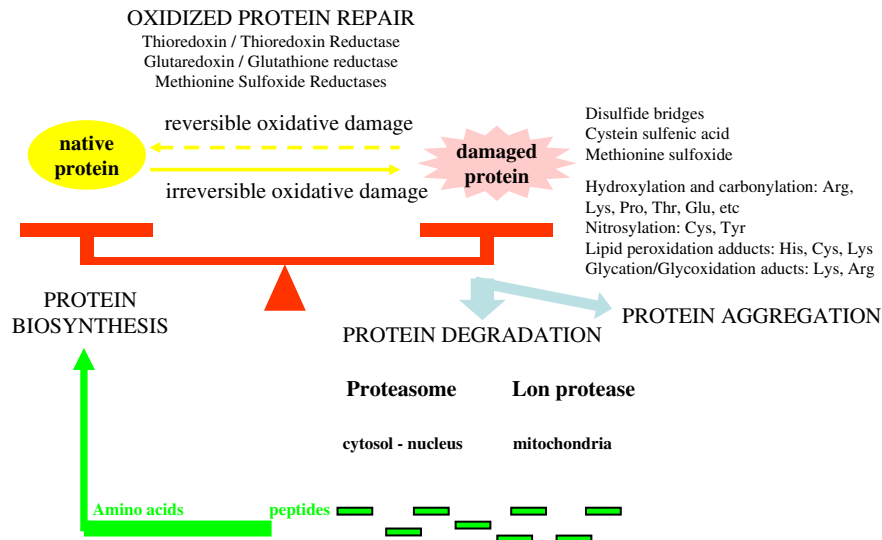 OXIDIZED PROTEIN REPAIR
Thioredoxin / Thioredoxin Reductase
Glutaredoxin / Glutathione reductase
Methionine Sulfoxide Reductases
reversible oxidative damage
native
protein
damaged
protein
irreversible oxidative damage
Disulfide bridges
Cystein sulfenic acid
Methionine sulfoxide
Hydroxylation and carbonylation: Arg,
Lys, Pro, Thr, Glu, etc
Nitrosylation: Cys, Tyr
Lipid peroxidation adducts: His, Cys, Lys
Glycation/Glycoxidation aducts: Lys, Arg
PROTEIN
BIOSYNTHESIS
PROTEIN DEGRADATION
PROTEIN AGGREGATION
Proteasome
Lon protease
cytosol - nucleus
mitochondria
Amino acids
peptides